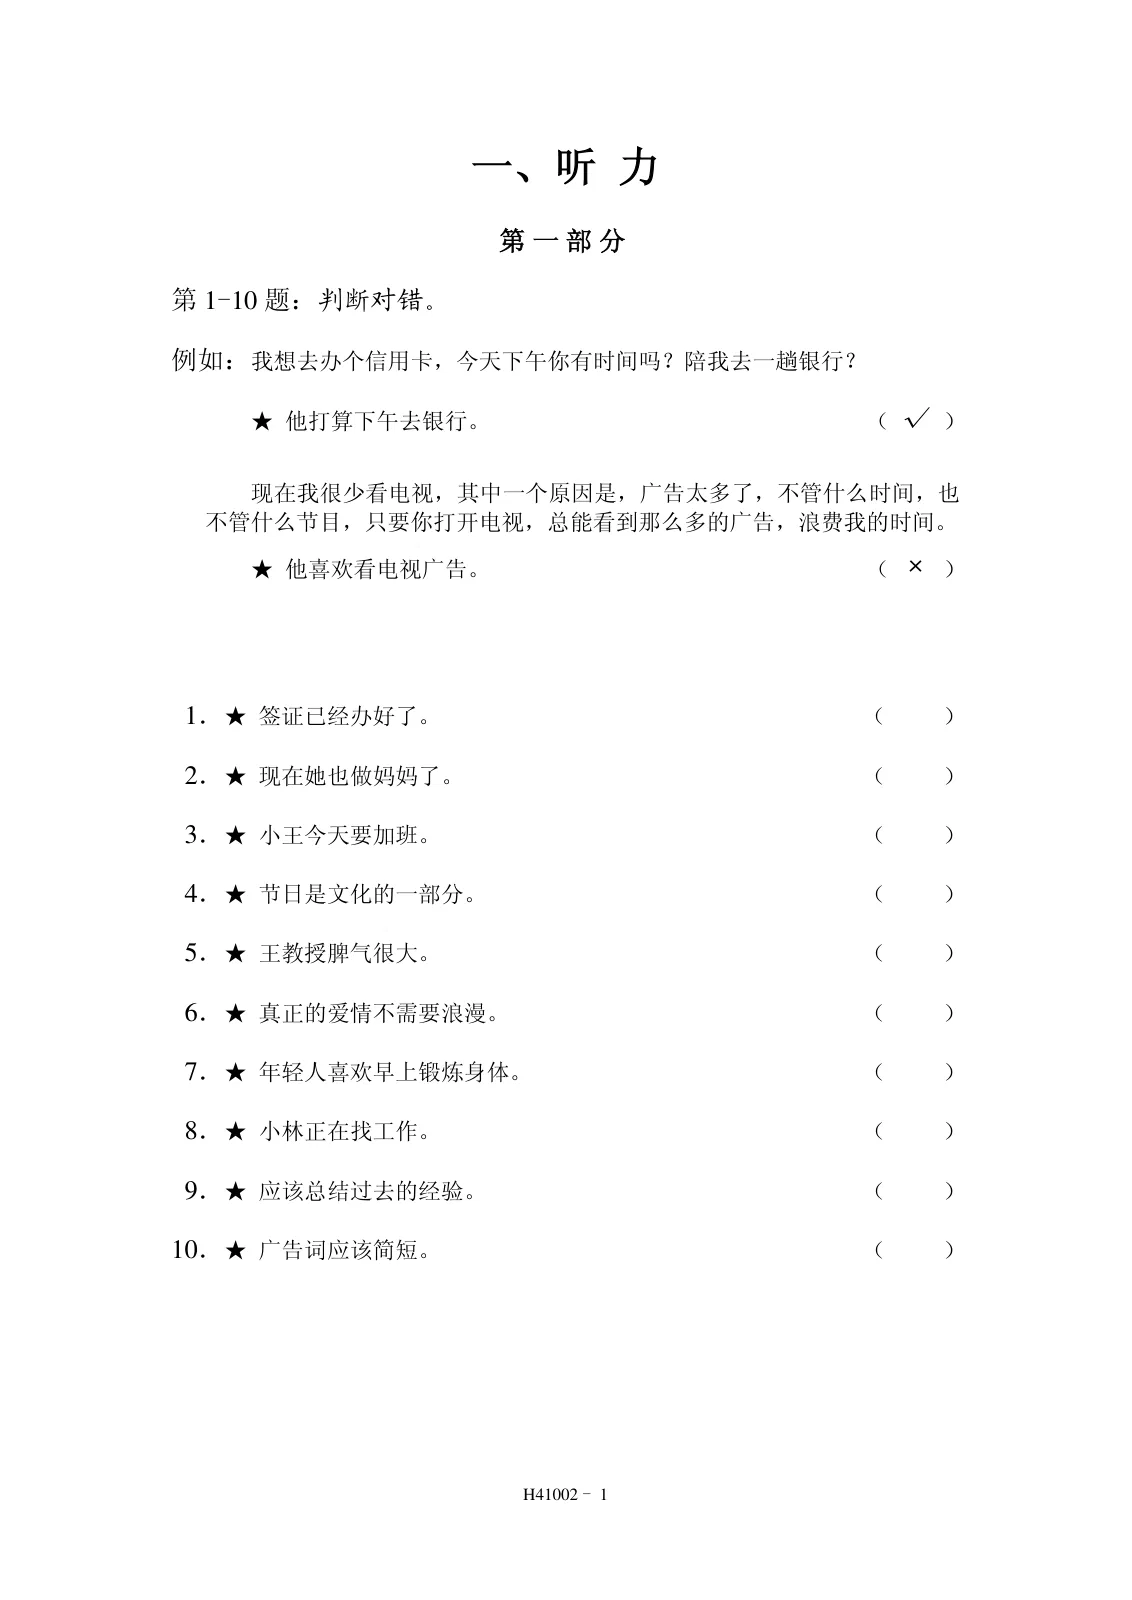 一、听 力
第一部分
第 1-10 题：判断对错。
例如：我想去办个信用卡，今天下午你有时间吗？陪我去一趟银行？
★ 他打算下午去银行。 （ √ ）
现在我很少看电视，其中一个原因是，广告太多了，不管什么时间，也
不管什么节目，只要你打开电视，总能看到那么多的广告，浪费我的时间。
★ 他喜欢看电视广告。 （ × ）
1. ★ 签证已经办好了。 （ ）
2. ★ 现在她也做妈妈了。 （ ）
3. ★ 小王今天要加班。 （ ）
4. ★ 节日是文化的一部分。 （ ）
5. ★ 王教授脾气很大。 （ ）
6. ★ 真正的爱情不需要浪漫。 （ ）
7. ★ 年轻人喜欢早上锻炼身体。 （ ）
8. ★ 小林正在找工作。 （ ）
9. ★ 应该总结过去的经验。 （ ）
10. ★ 广告词应该简短。 （ ）
H41002 - 1